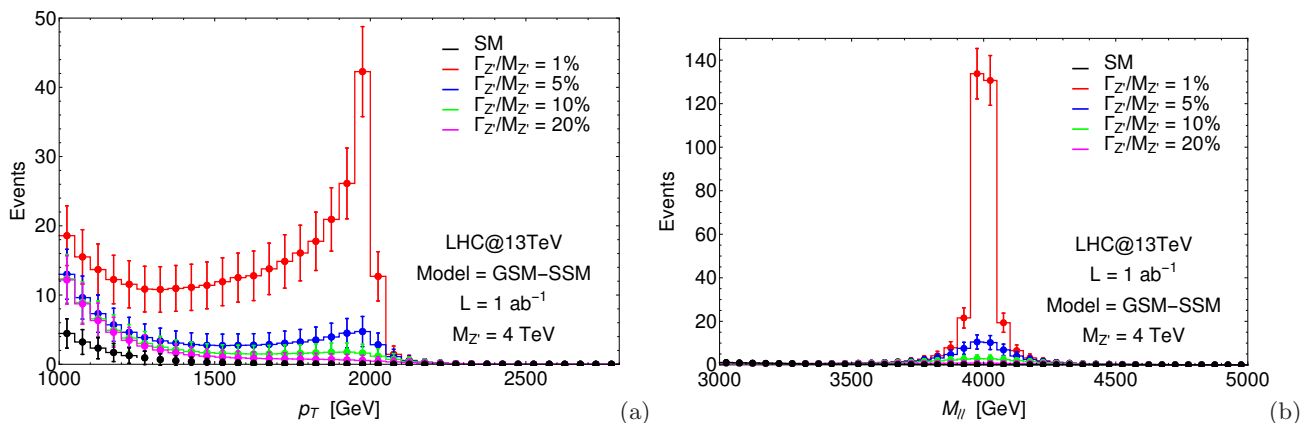 50
40
30
20
10
0
Events
SM
Γ_Z'/M_Z' = 1%
Γ_Z'/M_Z' = 5%
Γ_Z'/M_Z' = 10%
Γ_Z'/M_Z' = 20%
LHC@13TeV
Model = GSM-SSM
L = 1 ab⁻¹
M_Z' = 4 TeV
1000 1500 2000 2500
p_T [GeV]
(a)
140
120
100
80
60
40
20
0
Events
SM
Γ_Z'/M_Z' = 1%
Γ_Z'/M_Z' = 5%
Γ_Z'/M_Z' = 10%
Γ_Z'/M_Z' = 20%
LHC@13TeV
Model = GSM-SSM
L = 1 ab⁻¹
M_Z' = 4 TeV
3000 3500 4000 4500 5000
M_ll [GeV]
(b)